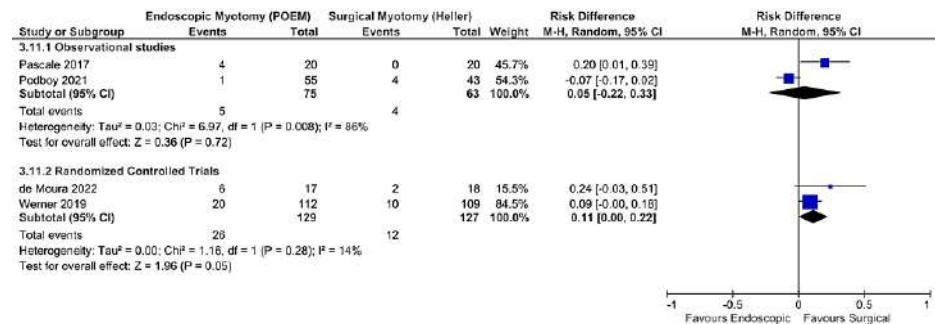 Endoscopic Myotomy (POEM) Surgical Myotomy (Heller) Risk Difference Risk Difference
Study or Subgroup Events Total Events Total Weight M-H, Random, 95% CI M-H, Random, 95% CI
3.11.1 Observational studies
Pascale 2017 4 20 0 20 45.7% 0.20 [0.01, 0.39]
Podboy 2021 1 55 4 43 54.3% -0.07 [-0.17, 0.02]
Subtotal (95% CI) 75 63 100.0% 0.05 [-0.22, 0.33]
Total events 5 4
Heterogeneity: Tau² = 0.03; Chi² = 6.97, df = 1 (P = 0.008); I² = 86%
Test for overall effect: Z = 0.36 (P = 0.72)
3.11.2 Randomized Controlled Trials
de Moura 2022 6 17 2 18 15.5% 0.24 [-0.03, 0.51]
Werner 2019 20 112 10 109 84.5% 0.09 [-0.00, 0.18]
Subtotal (95% CI) 129 127 100.0% 0.11 [0.00, 0.22]
Total events 26 12
Heterogeneity: Tau² = 0.00; Chi² = 1.16, df = 1 (P = 0.28); I² = 14%
Test for overall effect: Z = 1.96 (P = 0.05)
-1 -0.5 0 0.5 1
Favours Endoscopic Favours Surgical